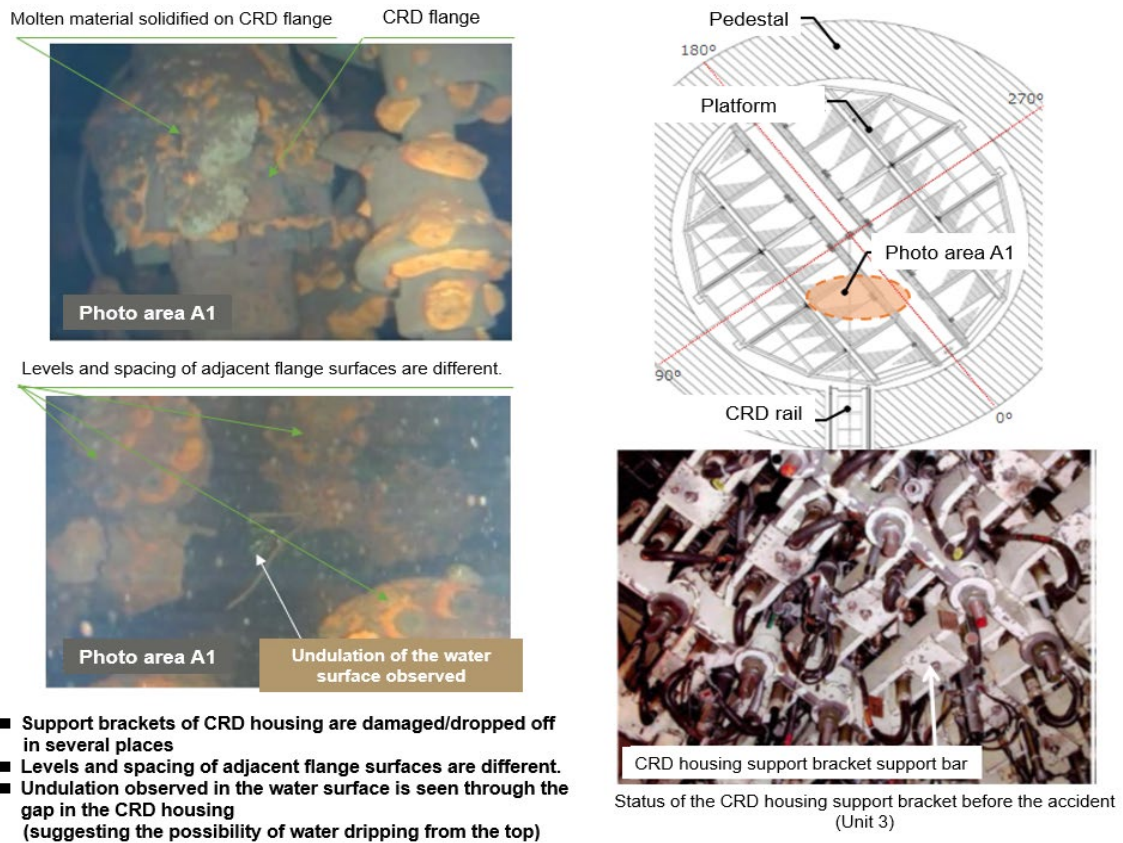 Molten material solidified on CRD flange
CRD flange
Photo area A1
Levels and spacing of adjacent flange surfaces are different.
Photo area A1
Undulation of the water
surface observed
■ Support brackets of CRD housing are damaged/dropped off
in several places
■ Levels and spacing of adjacent flange surfaces are different.
■ Undulation observed in the water surface is seen through the
gap in the CRD housing
(suggesting the possibility of water dripping from the top)
Pedestal
180°
Platform
270°
Photo area A1
90°
CRD rail
0°
CRD housing support bracket support bar
Status of the CRD housing support bracket before the accident
(Unit 3)